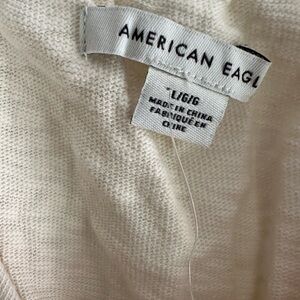 AMERICAN EAGL
L/G/G
MADE IN CHINA
FABRIQUÉ EN
CHINE